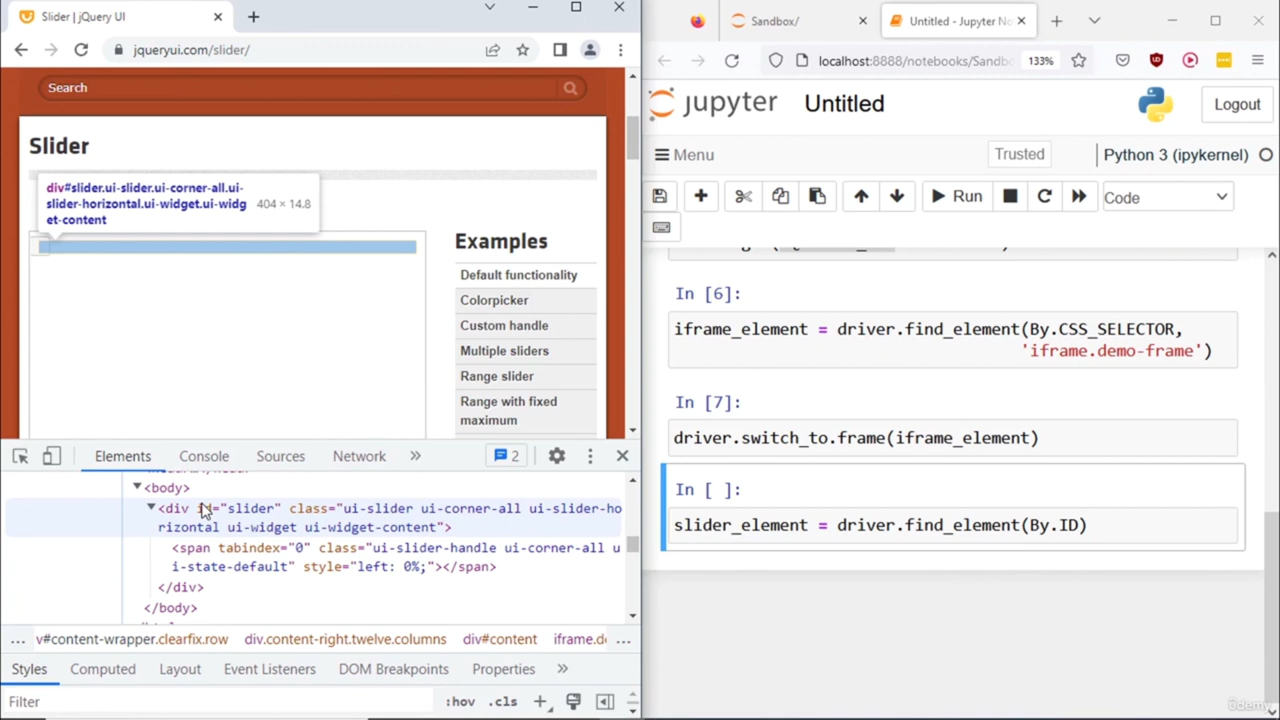 Slider | jQuery UI
jqueryui.com/slider/
Search
Slider
div#slider.ui-slider.ui-corner-all.ui-
slider-horizontal.ui-widget.ui-widg
et-content
404 × 14.8
Examples
Default functionality
Colorpicker
Custom handle
Multiple sliders
Range slider
Range with fixed
maximum
Elements
Console
Sources
Network
»
2
<body>
<div id="slider" class="ui-slider ui-corner-all ui-slider-ho
rizontal ui-widget ui-widget-content">
<span tabindex="0" class="ui-slider-handle ui-corner-all u
i-state-default" style="left: 0%;"></span>
</div>
</body>
... v#content-wrapper.clearfix.row div.content-right.twelve.columns div#content iframe.de ...
Styles Computed Layout Event Listeners DOM Breakpoints Properties »
Filter :hov .cls
Sandbox/
Untitled - Jupyter No
localhost:8888/notebooks/Sandbo
133%
jupyter Untitled
Logout
Menu
Trusted
Python 3 (ipykernel)
Run
Code
In [6]:
iframe_element = driver.find_element(By.CSS_SELECTOR,
'iframe.demo-frame')
In [7]:
driver.switch_to.frame(iframe_element)
In [ ]:
slider_element = driver.find_element(By.ID)
ûdemy